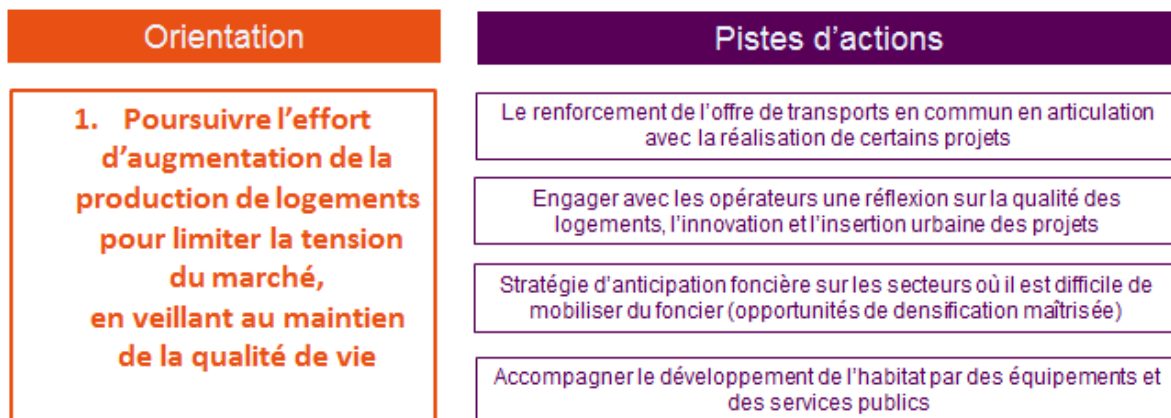 Orientation
1. Poursuivre l'effort
d'augmentation de la
production de logements
pour limiter la tension
du marché,
en veillant au maintien
de la qualité de vie
Pistes d'actions
Le renforcement de l'offre de transports en commun en articulation
avec la réalisation de certains projets
Engager avec les opérateurs une réflexion sur la qualité des
logements, l'innovation et l'insertion urbaine des projets
Stratégie d'anticipation foncière sur les secteurs où il est difficile de
mobiliser du foncier (opportunités de densification maîtrisée)
Accompagner le développement de l'habitat par des équipements et
des services publics